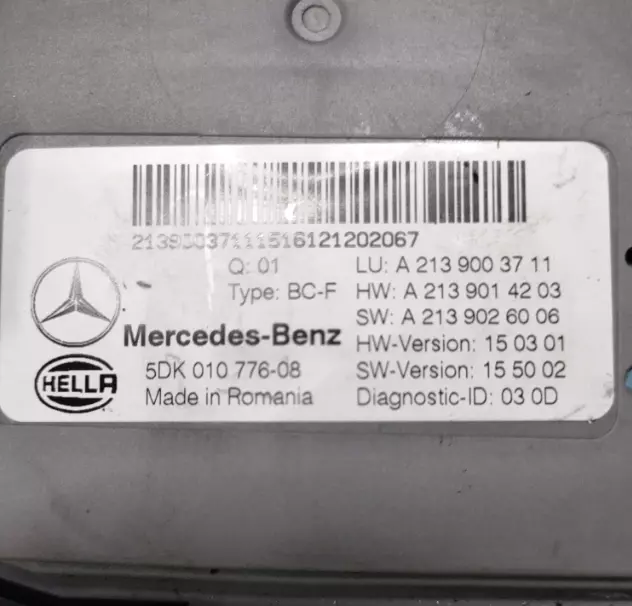 2139003711151612120​2067
Q: 01
LU: A 213 900 37 11
Type: BC-F
HW: A 213 901 42 03
SW: A 213 902 60 06
Mercedes-Benz
HW-Version: 15 03 01
HELLA
5DK 010 776-08
SW-Version: 15 50 02
Made in Romania
Diagnostic-ID: 03 0D